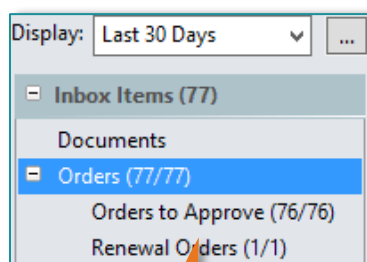 Display: Last 30 Days ...
Inbox Items (77)
Documents
Orders (77/77)
Orders to Approve (76/76)
Renewal Orders (1/1)